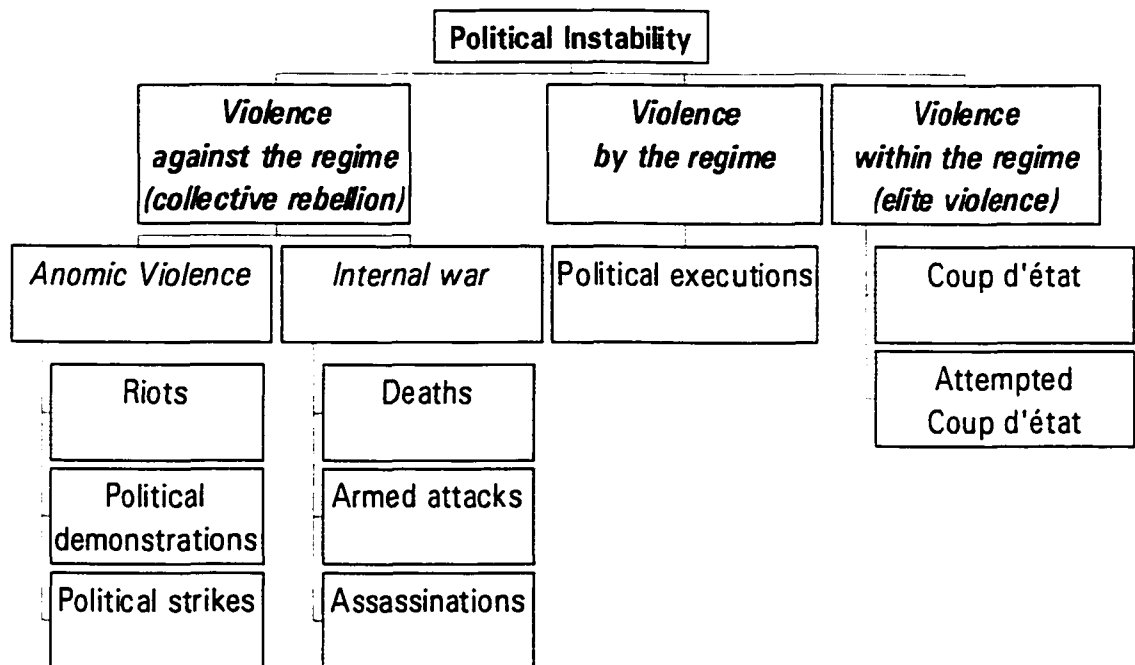 Political Instability
Violence
against the regime
(collective rebellion)
Violence
by the regime
Violence
within the regime
(elite violence)
Anomic Violence
Internal war
Political executions
Coup d'état
Riots
Deaths
Attempted
Coup d'état
Political
demonstrations
Armed attacks
Political strikes
Assassinations